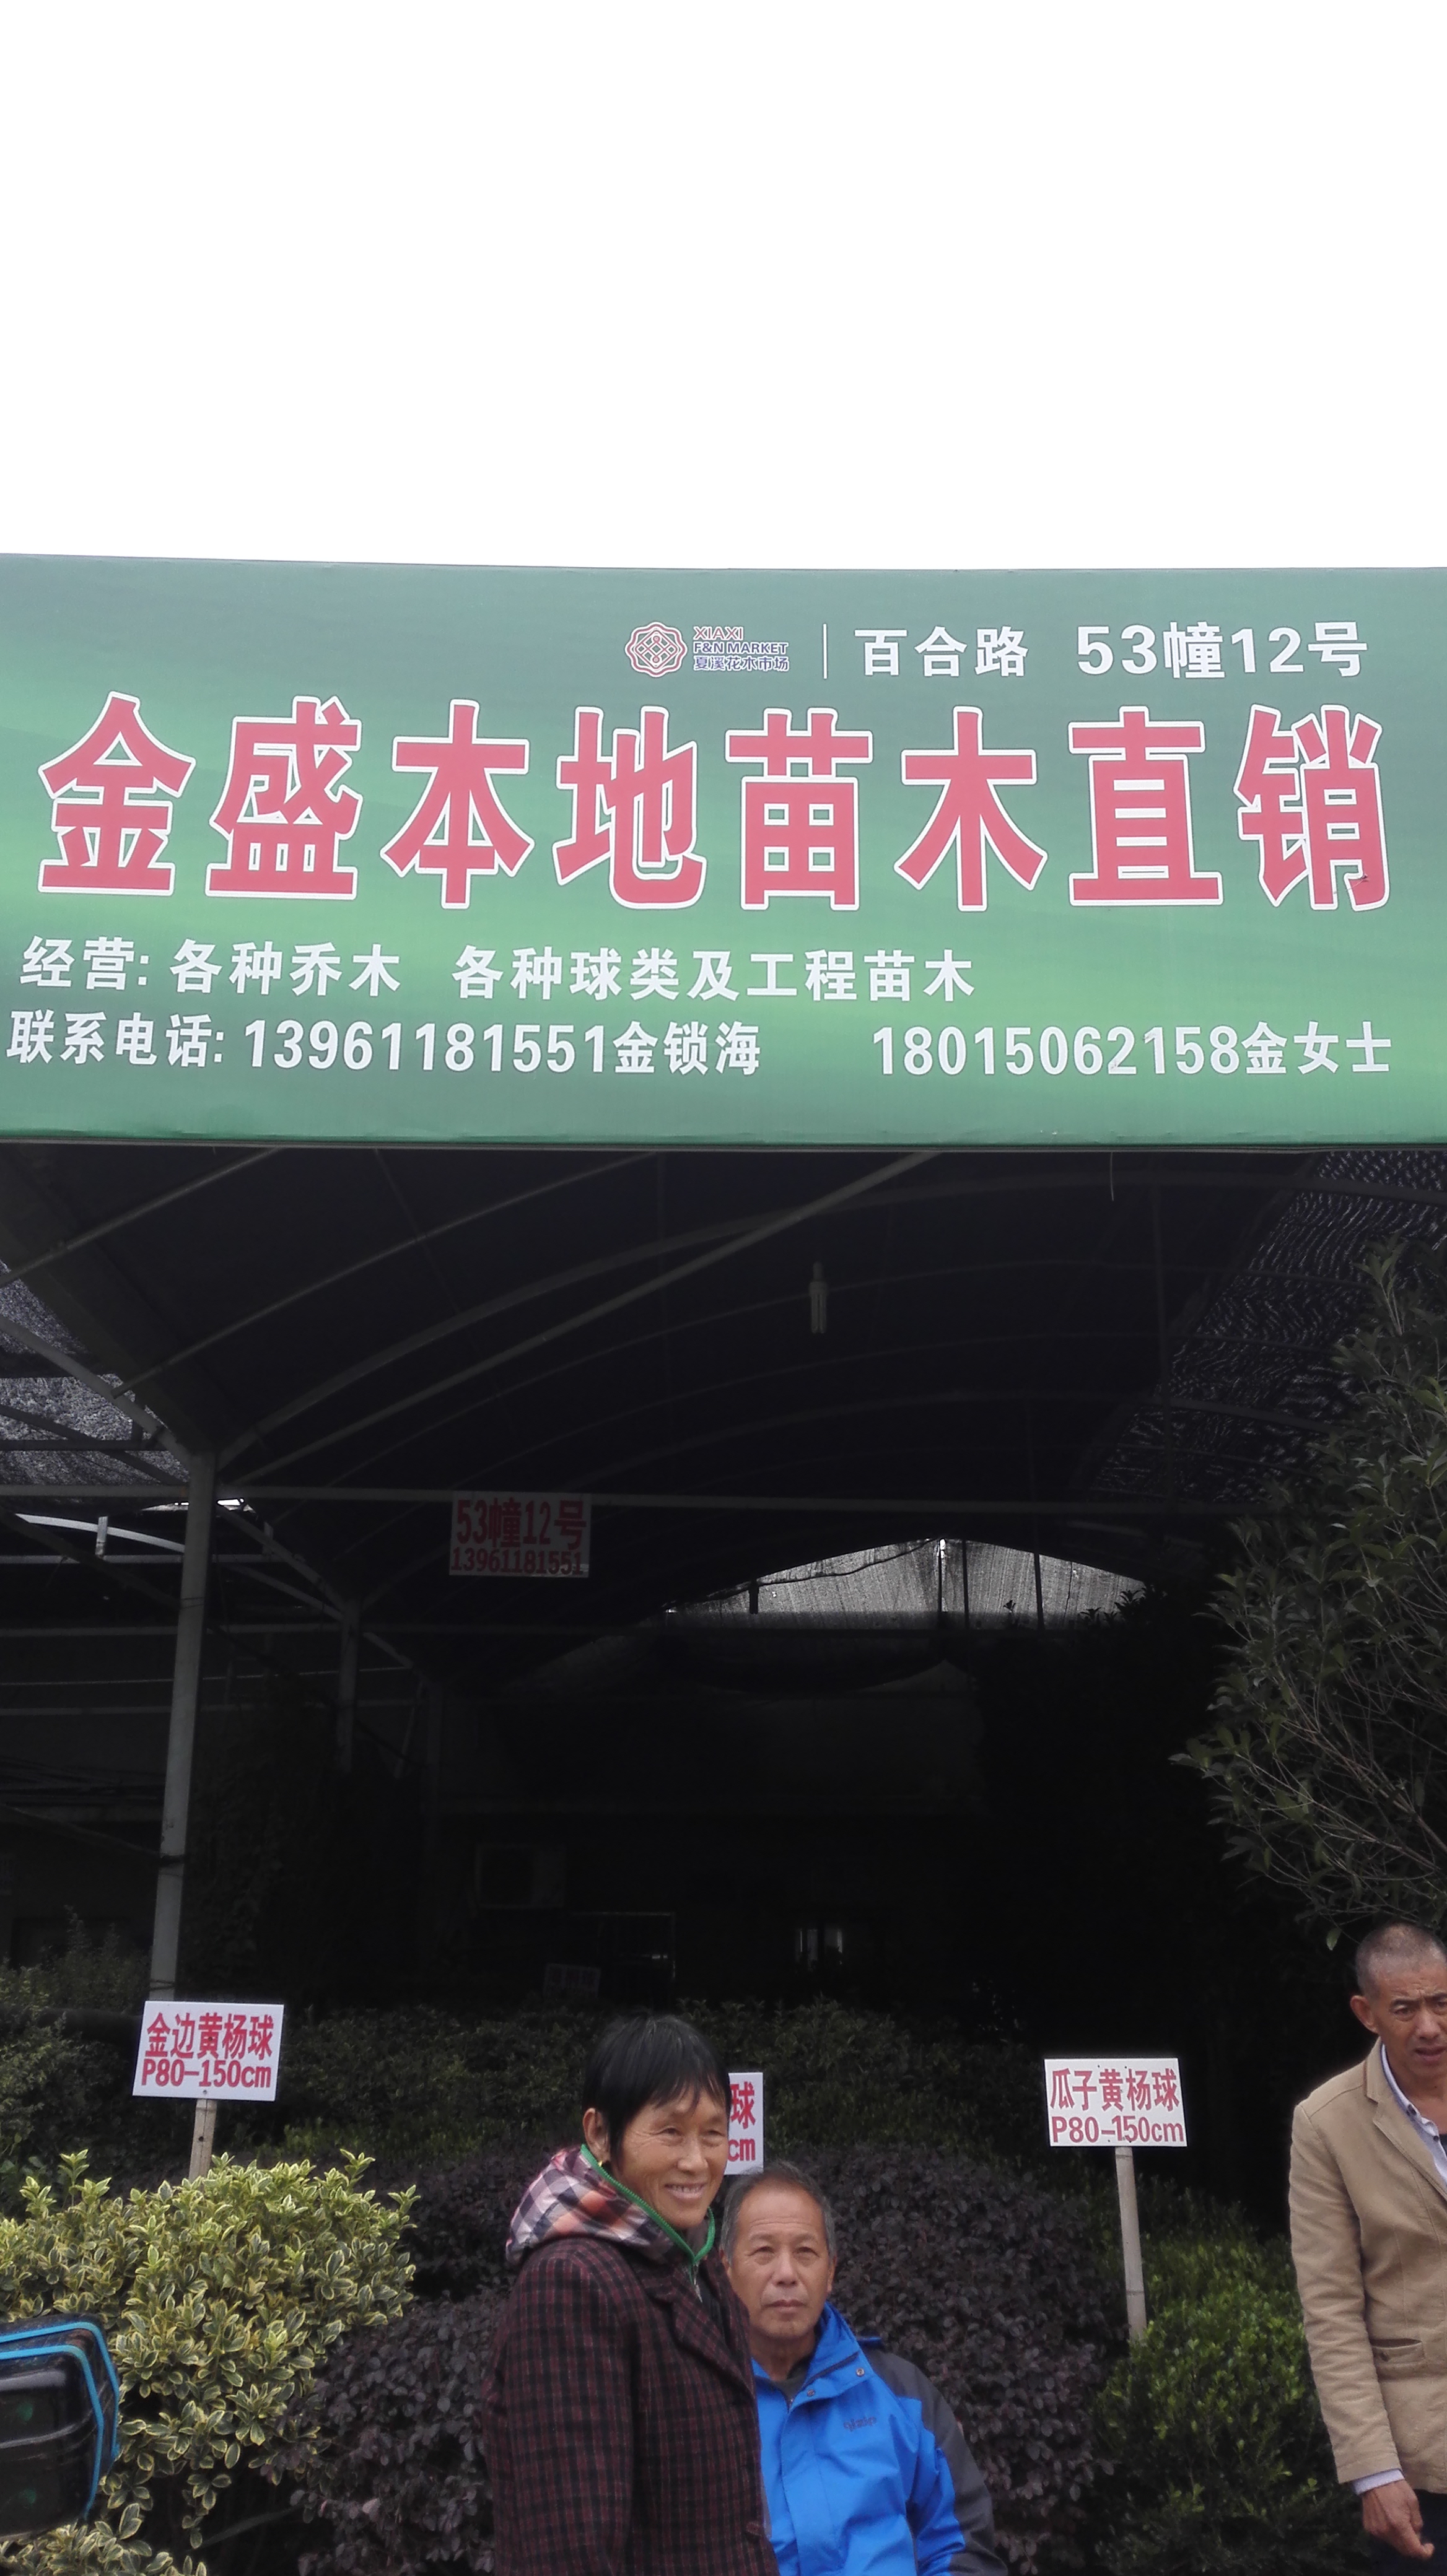 XIAXI
F&N MARKET
夏溪花木市场
百合路 53幢12号
金盛本地苗木直销
经营: 各种乔木 各种球类及工程苗木
联系电话: 13961181551金锁海 18015062158金女士
53幢12号
13961181551
金边黄杨球
P80-150cm
球
cm
瓜子黄杨球
P80-150cm